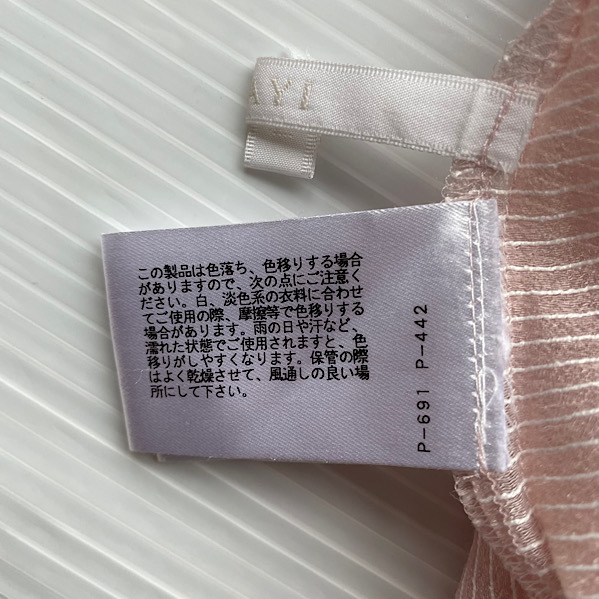 この製品は色落ち、色移りする場合
がありますので、次の点にご注意く
ださい。白、淡色系の衣料に合わせ
てご使用の際、摩擦等で色移りする
場合があります。雨の日や汗など、
濡れた状態でご使用されますと、色
移りがしやすくなります。保管の際
はよく乾燥させて、風通しの良い場
所にして下さい。
P-691 P-442